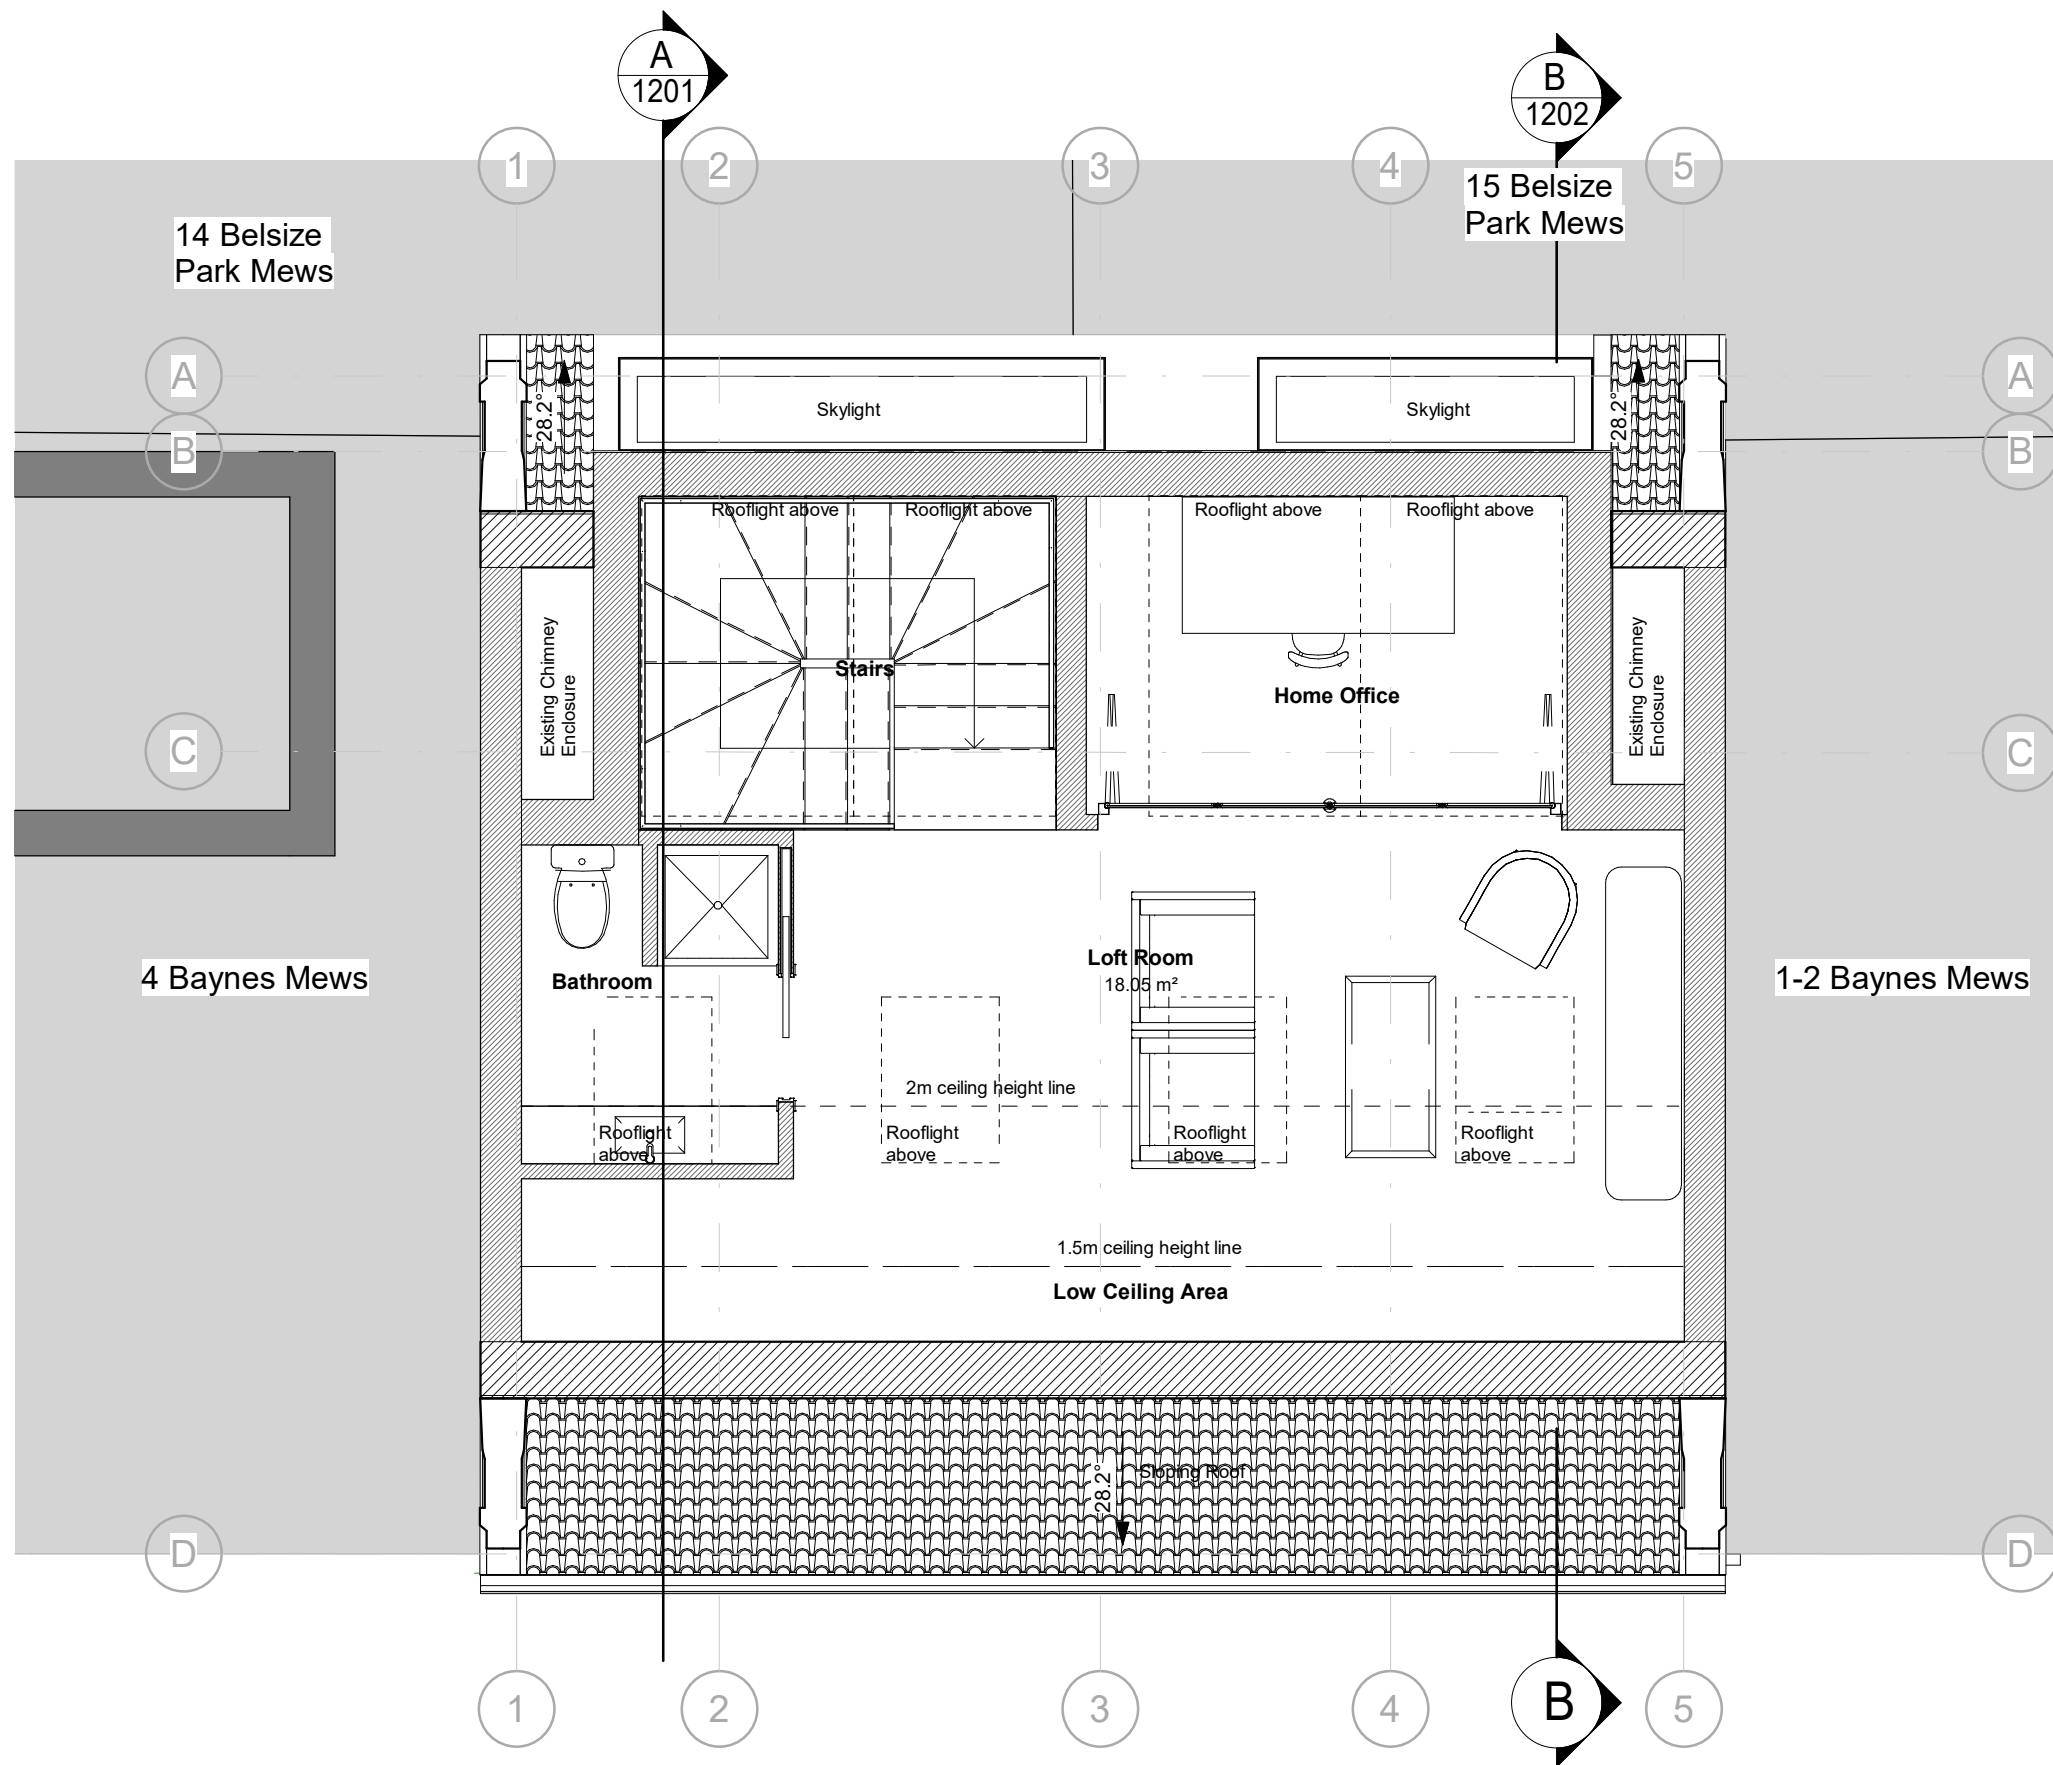 A
1201
B
1202
1
2
3
4
5
14 Belsize
Park Mews
15 Belsize
Park Mews
A
A
B
B
Skylight
Skylight
28.2°
28.2°
Rooflight above
Rooflight above
Rooflight above
Rooflight above
Existing Chimney
Enclosure
Stairs
Home Office
Existing Chimney
Enclosure
C
C
4 Baynes Mews
Bathroom
Loft Room
18.05 m²
1-2 Baynes Mews
2m ceiling height line
Rooflight
above
Rooflight
above
Rooflight
above
Rooflight
above
1.5m ceiling height line
Low Ceiling Area
28.2°
Sloping Roof
D
D
1
2
3
4
B
5